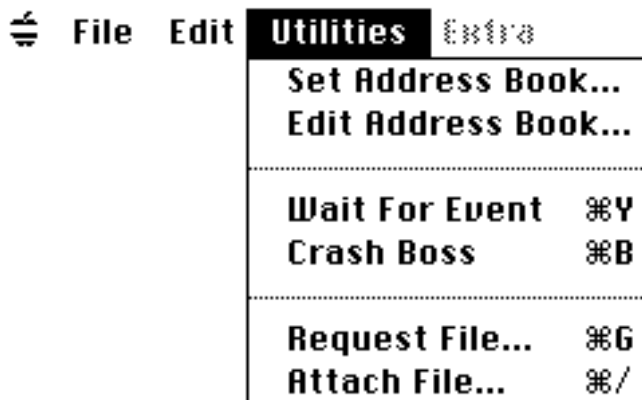 File Edit Utilities Extra
Set Address Book...
Edit Address Book...
Wait For Event ⌘Y
Crash Boss ⌘B
Request File... ⌘G
Attach File... ⌘/